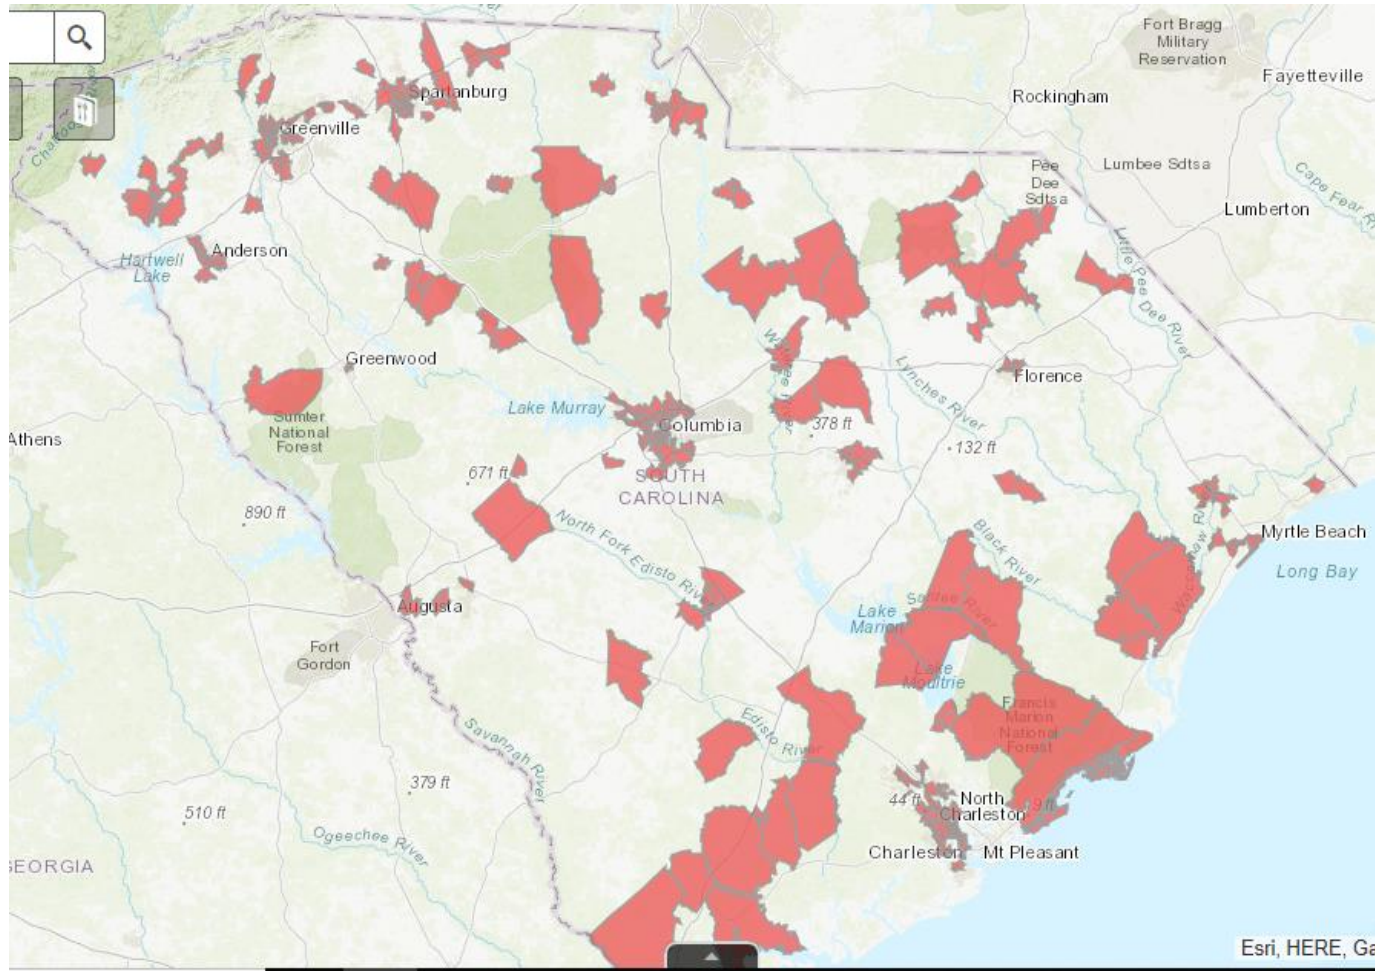 Fort Bragg
Military
Reservation
Fayetteville
Rockingham
Spartanburg
Greenville
Pee
Dee
Sdtsa
Lumbee Sdtsa
Cape Fear
Lumberton
Anderson
Hartwell
Lake
Little Pee Dee River
Greenwood
Florence
Lynches River
Lake Murray
Columbia
378 ft
132 ft
Sumter
National
Forest
Athens
671 ft
SOUTH
CAROLINA
890 ft
North Fork Edisto River
Black River
Myrtle Beach
Long Bay
Augusta
Santee River
Lake
Marion
Fort
Gordon
Lake
Moultrie
Francis
Marion
National
Forest
Edisto River
Savannah River
379 ft
44 ft
North
Charleston
9 ft
510 ft
Ogeechee River
Charleston
Mt Pleasant
GEORGIA
Esri, HERE, Ga